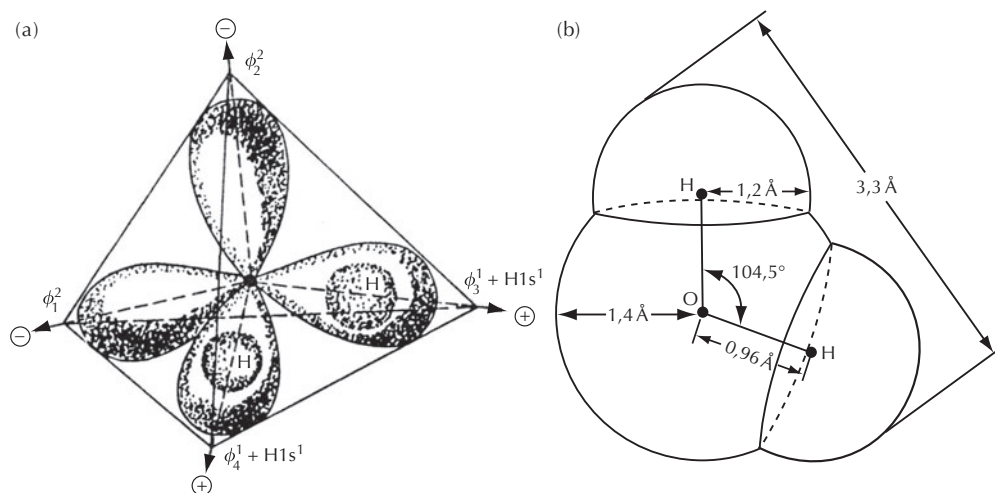 (a)
⊖
ϕ₂²
ϕ₁²
⊖
H
ϕ₃¹ + H1s¹
⊕
H
ϕ₄¹ + H1s¹
⊕
(b)
H
1,2 Å
3,3 Å
104,5°
O
1,4 Å
0,96 Å
H